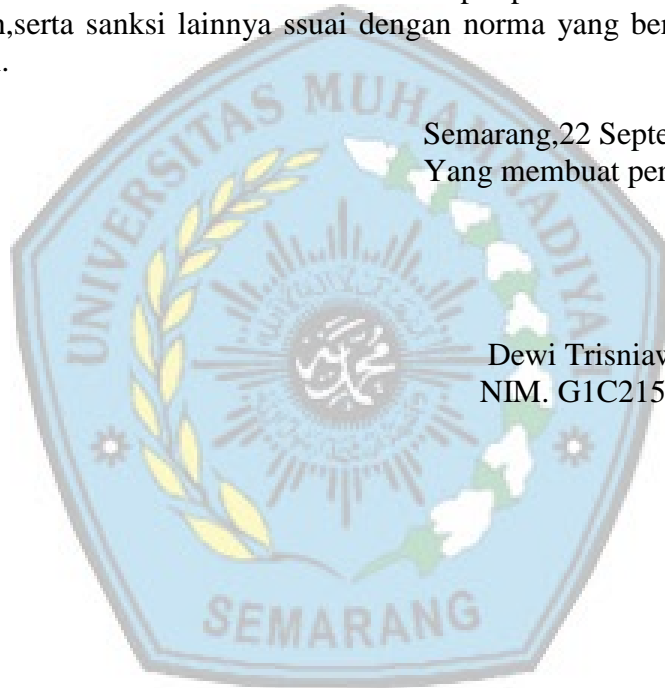 n,serta sanksi lainnya ssuai dengan norma yang ber
.
Semarang,22 Septe
Yang membuat per
Dewi Trisniaw
NIM. G1C215
UNIVERSITAS MUHAMMADIYAH
SEMARANG